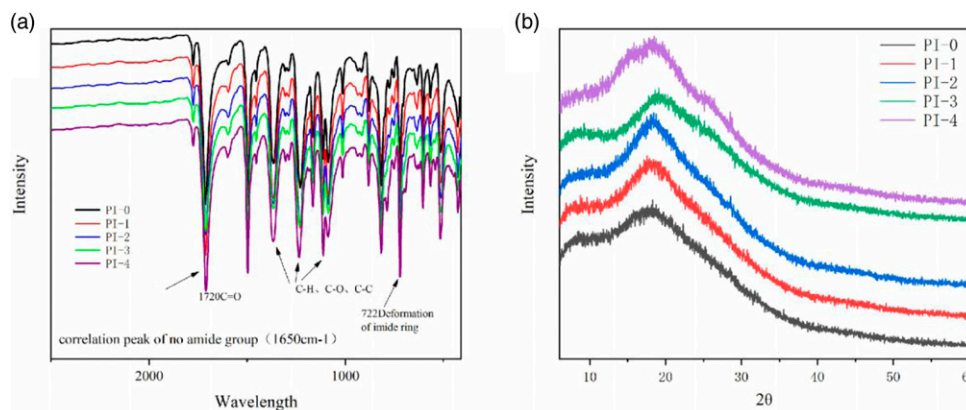 (a)
Intensity
PI-0
PI-1
PI-2
PI-3
PI-4
1720C=O
C-H、C-O、C-C
722Deformation
of imide ring
correlation peak of no amide group（1650cm-1）
2000
1000
Wavelength
(b)
Intensity
PI-0
PI-1
PI-2
PI-3
PI-4
10
20
30
40
50
60
2θ